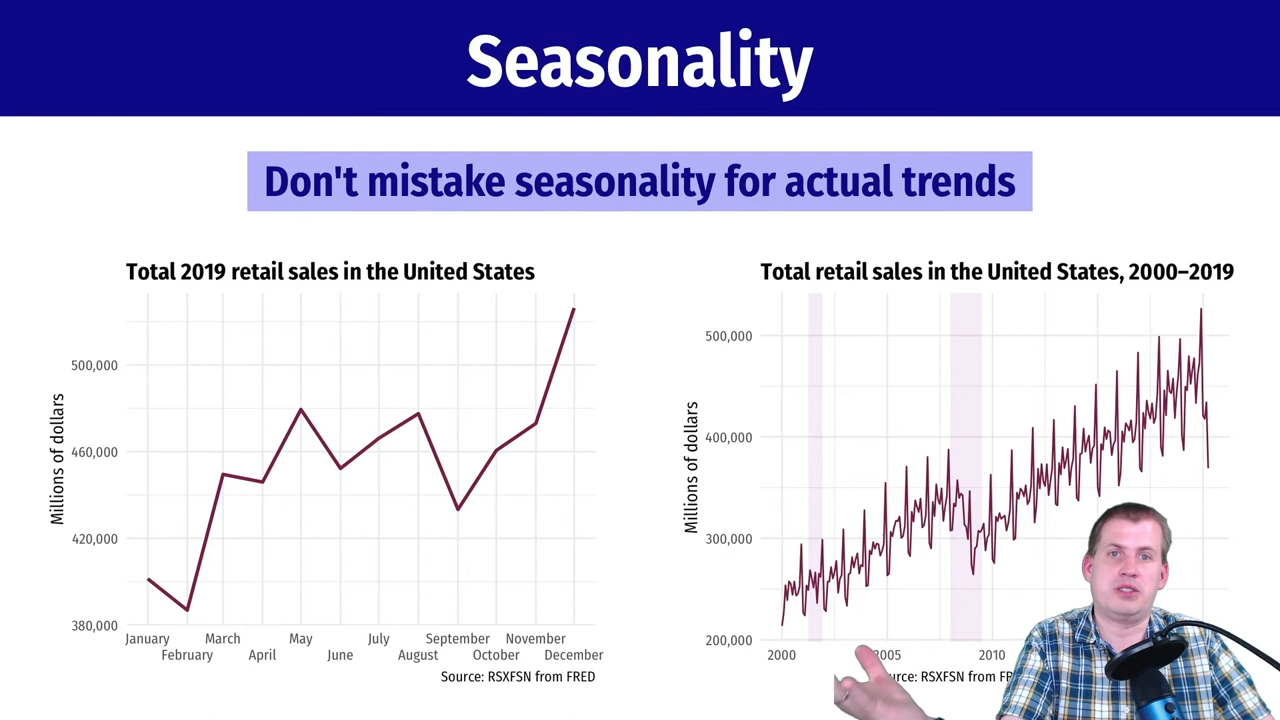 Seasonality
Don't mistake seasonality for actual trends
Total 2019 retail sales in the United States
Millions of dollars
500,000
460,000
420,000
380,000
January
February
March
April
May
June
July
August
September
October
November
December
Source: RSXFSN from FRED
Total retail sales in the United States, 2000–2019
Millions of dollars
500,000
400,000
300,000
200,000
2000
2010
RSXFSN from